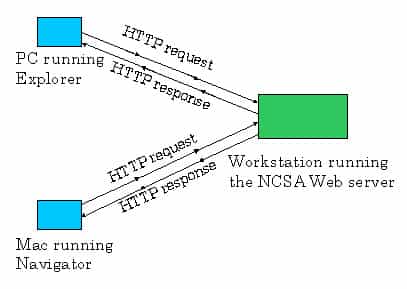 HTTP request
PC running
Explorer
HTTP response
HTTP request
Workstation running
the NCSA Web server
HTTP response
Mac running
Navigator